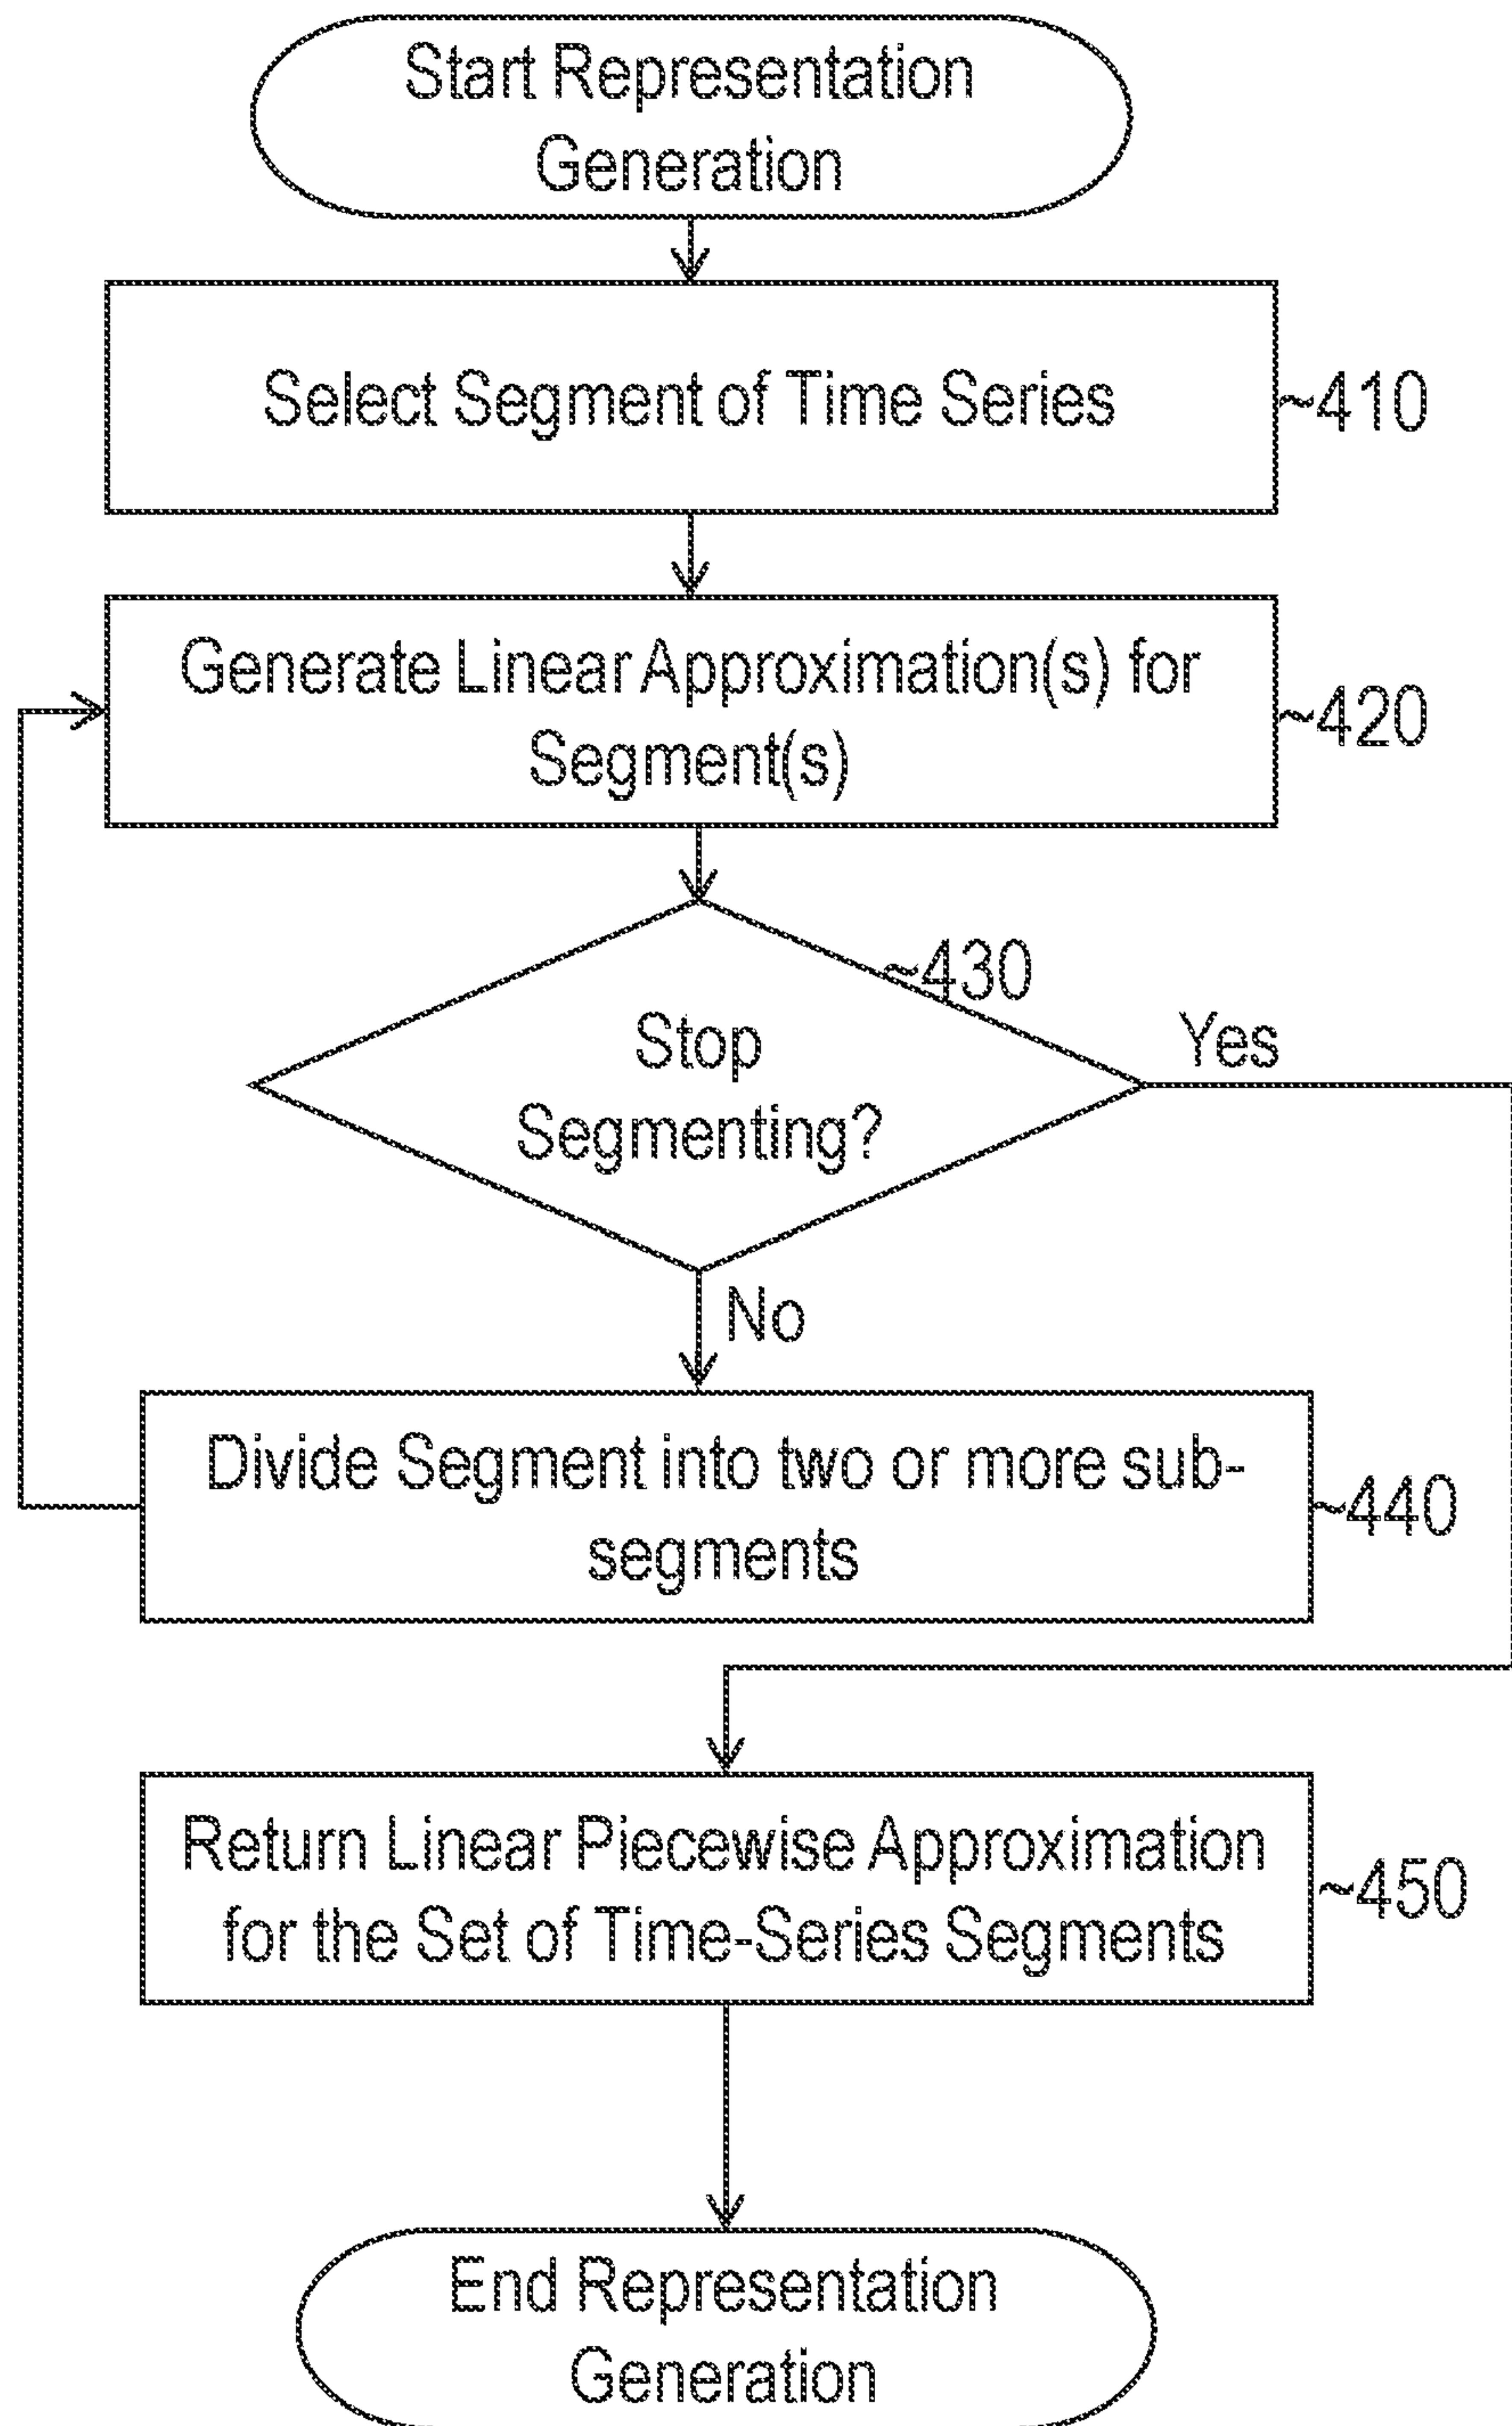 Start Representation
Generation
Select Segment of Time Series
~410
Generate Linear Approximation(s) for
Segment(s)
~420
~430
Stop
Segmenting?
Yes
No
Divide Segment into two or more sub-
segments
~440
Return Linear Piecewise Approximation
for the Set of Time-Series Segments
~450
End Representation
Generation